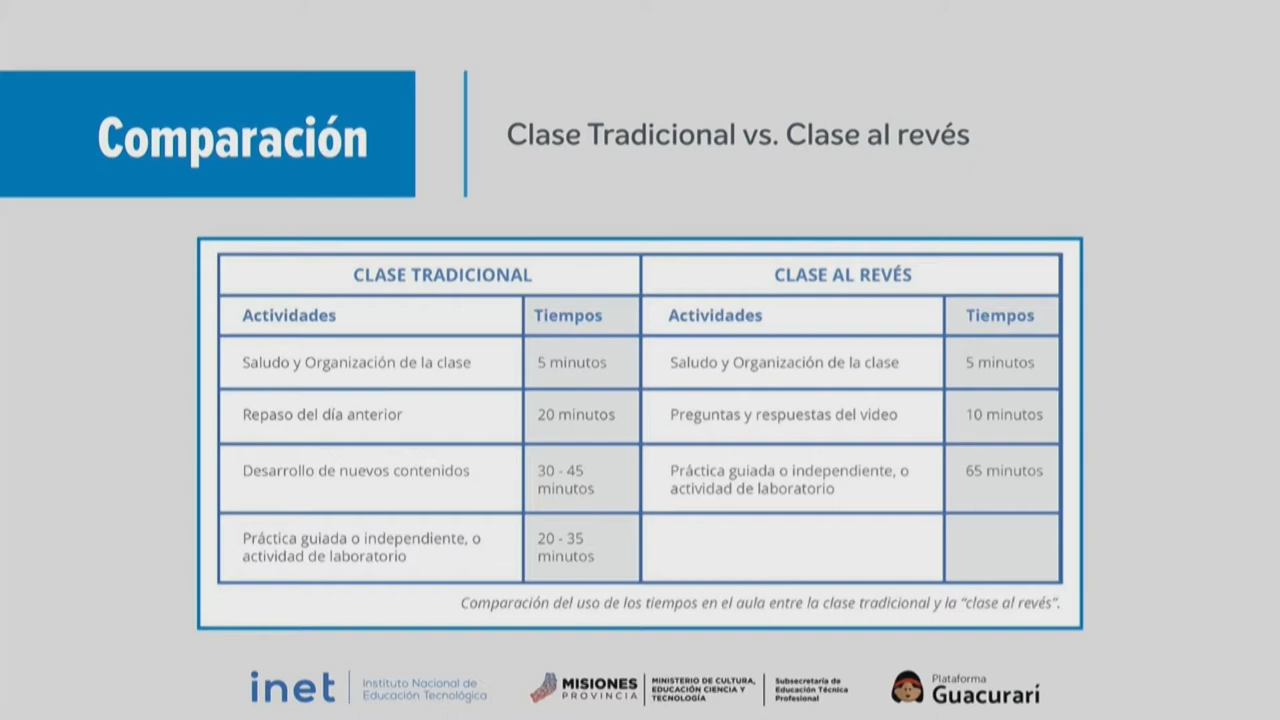 Comparación
Clase Tradicional vs. Clase al revés
CLASE TRADICIONAL
CLASE AL REVÉS
Actividades
Tiempos
Actividades
Tiempos
Saludo y Organización de la clase
5 minutos
Saludo y Organización de la clase
5 minutos
Repaso del día anterior
20 minutos
Preguntas y respuestas del video
10 minutos
Desarrollo de nuevos contenidos
30 - 45
minutos
Práctica guiada o independiente, o
actividad de laboratorio
65 minutos
Práctica guiada o independiente, o
actividad de laboratorio
20 - 35
minutos
Comparación del uso de los tiempos en el aula entre la clase tradicional y la “clase al revés”.
inet
Instituto Nacional de
Educación Tecnológica
MISIONES
PROVINCIA
MINISTERIO DE CULTURA,
EDUCACIÓN CIENCIA Y
TECNOLOGÍA
Subsecretaría de
Educación Técnica
Profesional
Plataforma
Guacurarí